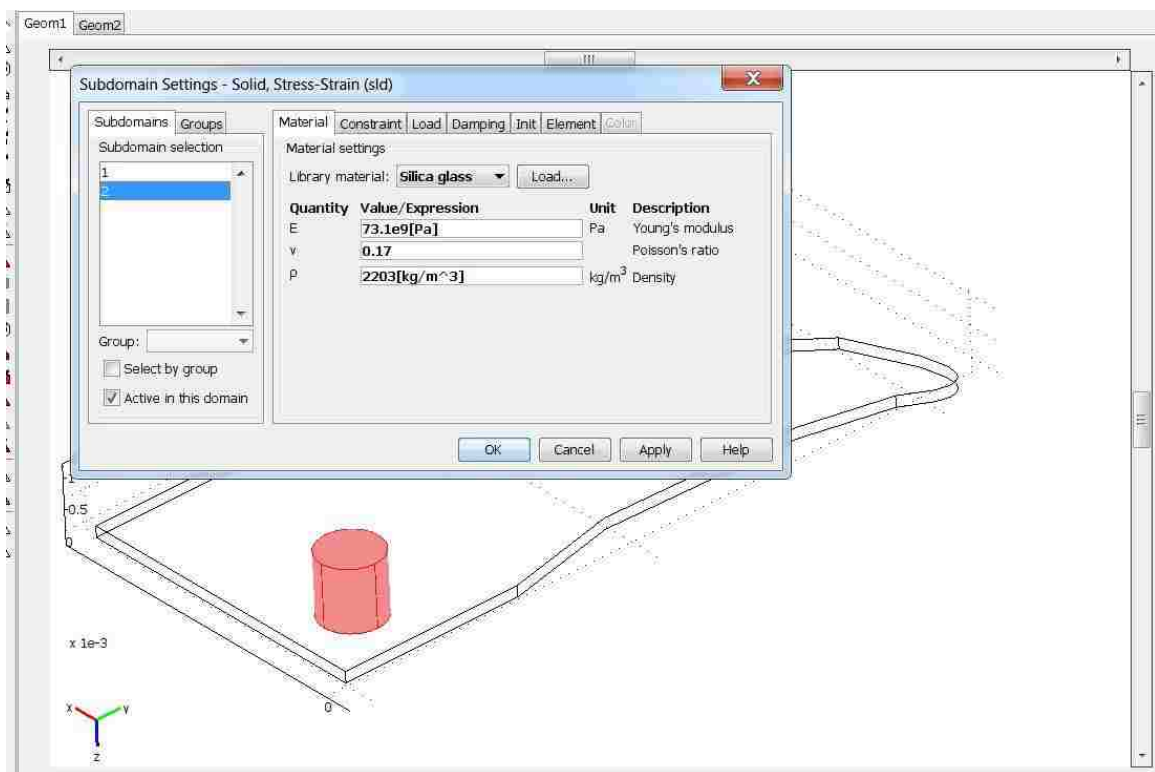 Geom1 Geom2
Subdomain Settings - Solid, Stress-Strain (sld)
Subdomains Groups
Material Constraint Load Damping Init Element Color
Subdomain selection
1
2
Group:
Select by group
Active in this domain
Material settings
Library material: Silica glass Load...
Quantity Value/Expression Unit Description
E 73.1e9[Pa] Pa Young's modulus
ν 0.17 Poisson's ratio
ρ 2203[kg/m^3] kg/m³ Density
OK Cancel Apply Help
-1
-0.5
0
x 1e-3
0
x y
z